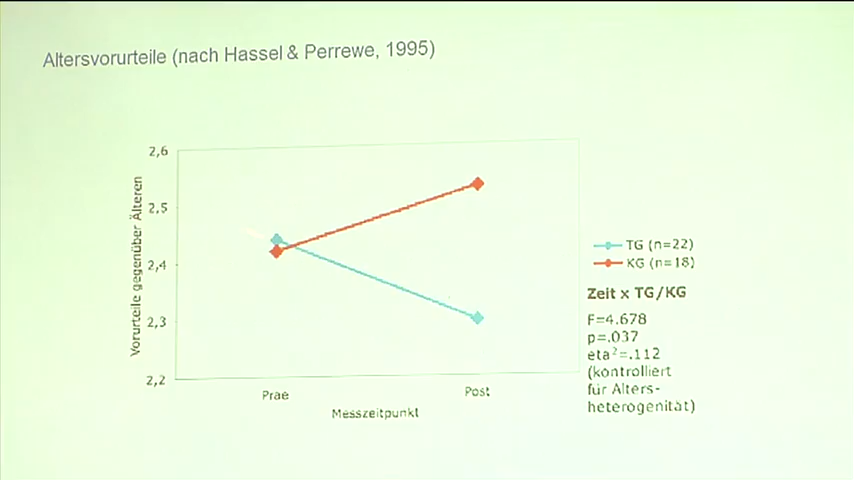 Altersvorurteile (nach Hassel & Perrewe, 1995)
Vorurteile gegenüber Älteren
2,6
2,5
2,4
2,3
2,2
Prae
Post
Messzeitpunkt
TG (n=22)
KG (n=18)
Zeit x TG/KG
F=4.678
p=.037
eta²=.112
(kontrolliert
für Alters-
heterogenität)